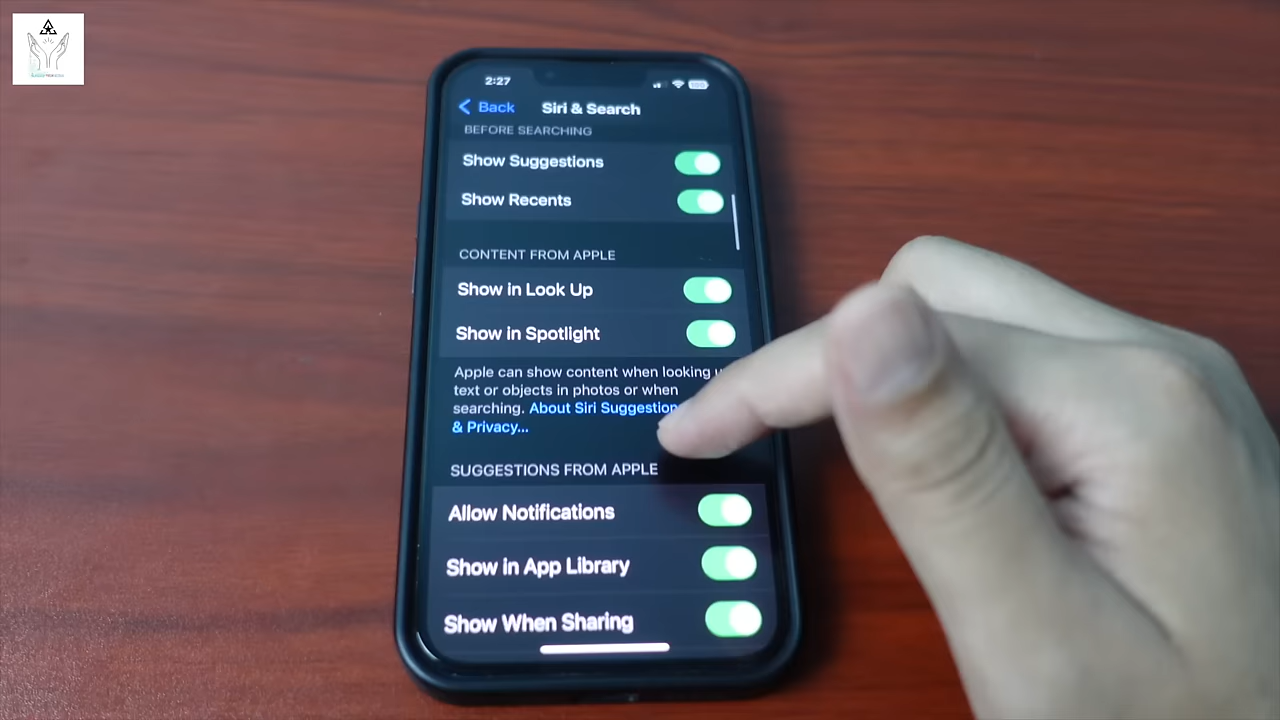 2:27
Back
Siri & Search
BEFORE SEARCHING
Show Suggestions
Show Recents
CONTENT FROM APPLE
Show in Look Up
Show in Spotlight
Apple can show content when looking
text or objects in photos or when
searching. About Siri Suggestion
& Privacy...
SUGGESTIONS FROM APPLE
Allow Notifications
Show in App Library
Show When Sharing